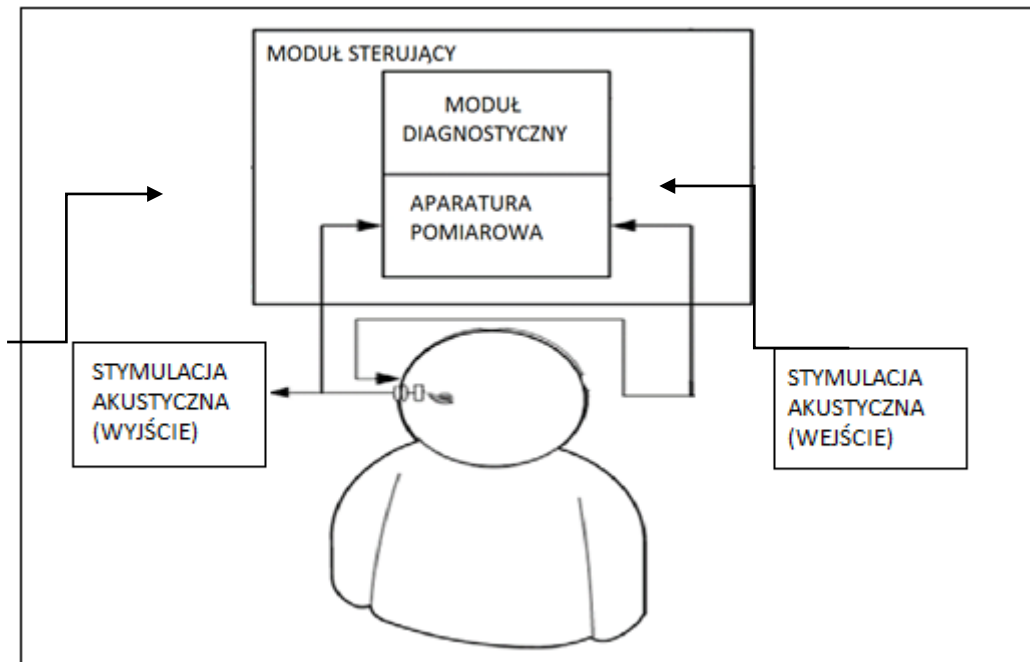 MODUŁ STERUJĄCY
MODUŁ
DIAGNOSTYCZNY
APARATURA
POMIAROWA
STYMULACJA
AKUSTYCZNA
(WYJŚCIE)
STYMULACJA
AKUSTYCZNA
(WEJŚCIE)